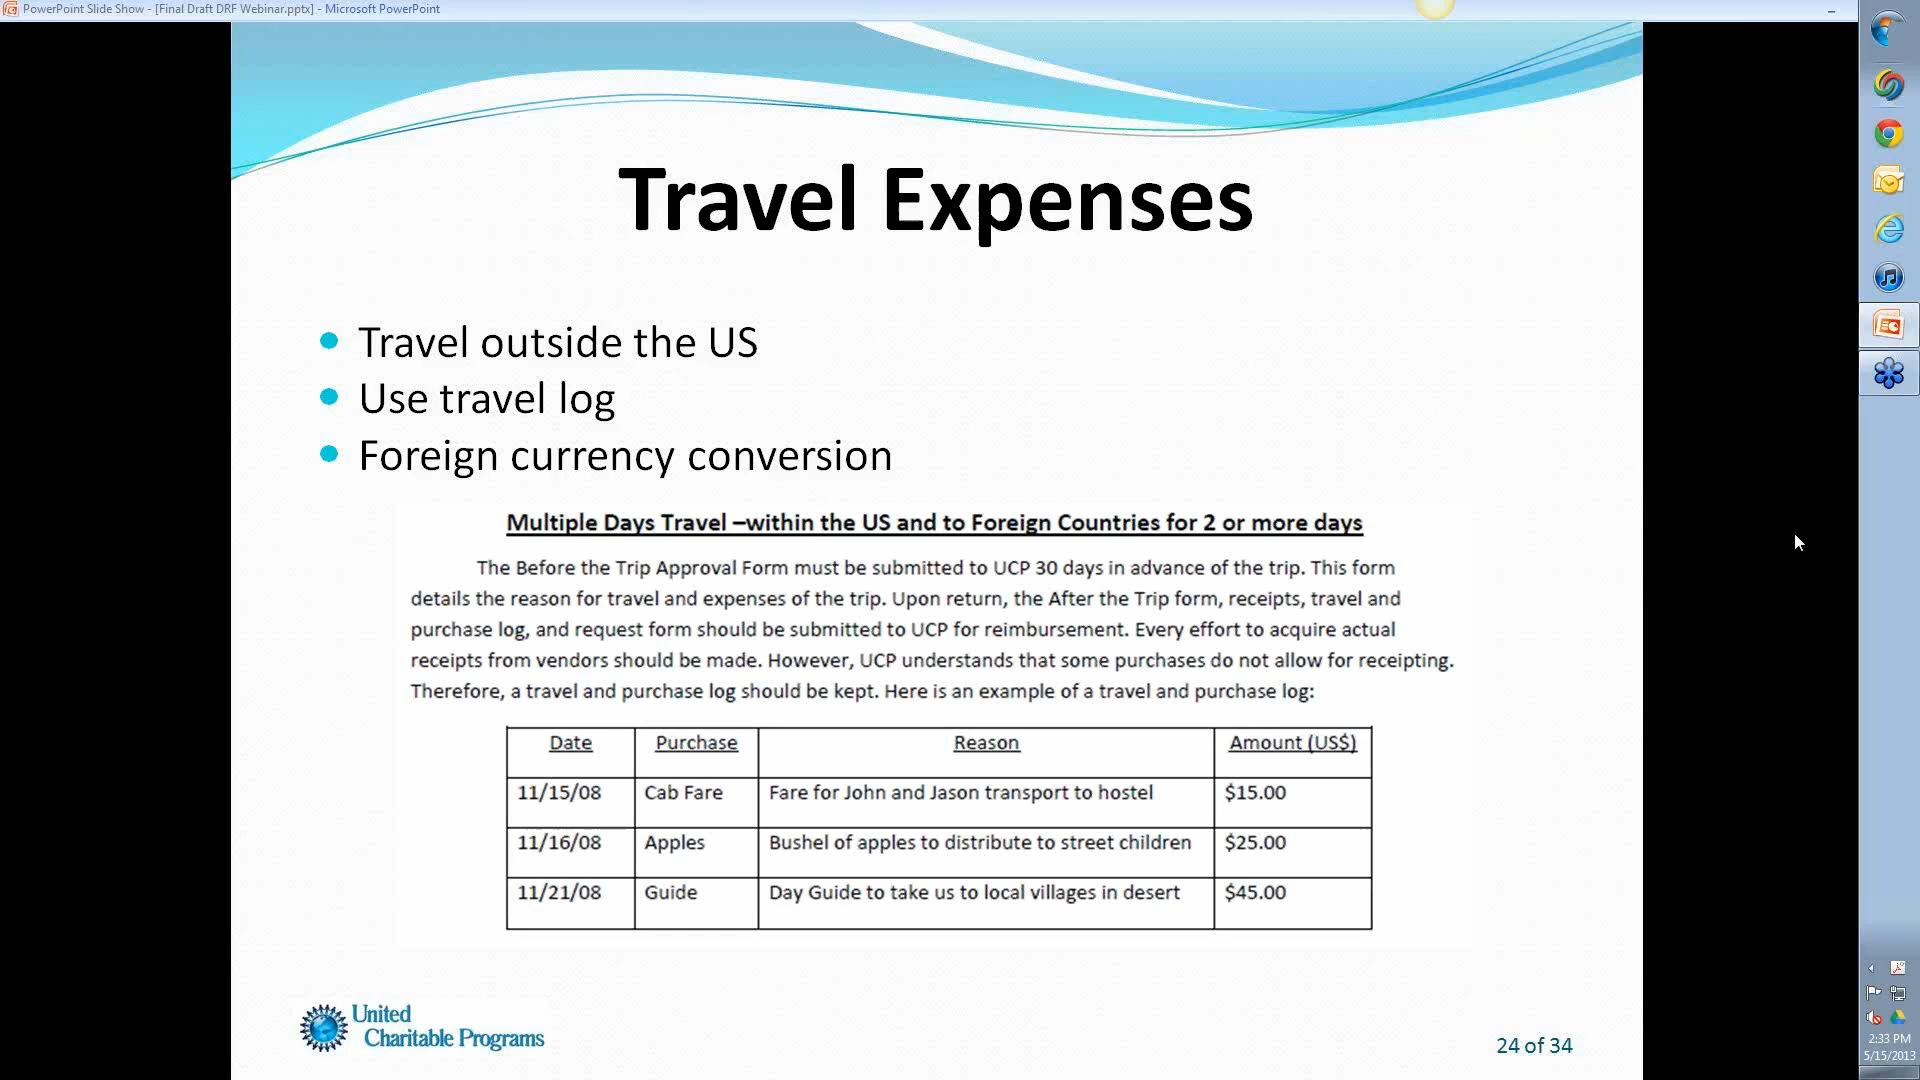 PowerPoint Slide Show - [Final Draft DRF Webinar.pptx] - Microsoft PowerPoint
Travel Expenses
Travel outside the US
Use travel log
Foreign currency conversion
Multiple Days Travel –within the US and to Foreign Countries for 2 or more days
The Before the Trip Approval Form must be submitted to UCP 30 days in advance of the trip. This form
details the reason for travel and expenses of the trip. Upon return, the After the Trip form, receipts, travel and
purchase log, and request form should be submitted to UCP for reimbursement. Every effort to acquire actual
receipts from vendors should be made. However, UCP understands that some purchases do not allow for receipting.
Therefore, a travel and purchase log should be kept. Here is an example of a travel and purchase log:
Date Purchase Reason Amount (US$)
11/15/08 Cab Fare Fare for John and Jason transport to hostel $15.00
11/16/08 Apples Bushel of apples to distribute to street children $25.00
11/21/08 Guide Day Guide to take us to local villages in desert $45.00
United
Charitable Programs
24 of 34
2:33 PM
5/15/2013